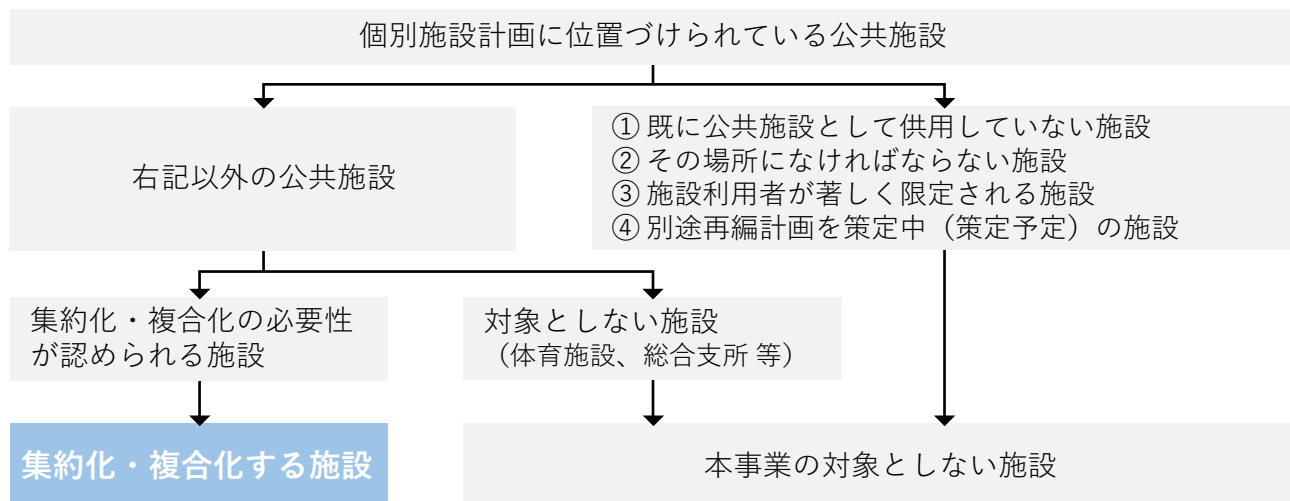 個別施設計画に位置づけられている公共施設
右記以外の公共施設
① 既に公共施設として供用していない施設
② その場所になければならない施設
③ 施設利用者が著しく限定される施設
④ 別途再編計画を策定中（策定予定）の施設
集約化・複合化の必要性
が認められる施設
対象としない施設
（体育施設、総合支所 等）
集約化・複合化する施設
本事業の対象としない施設